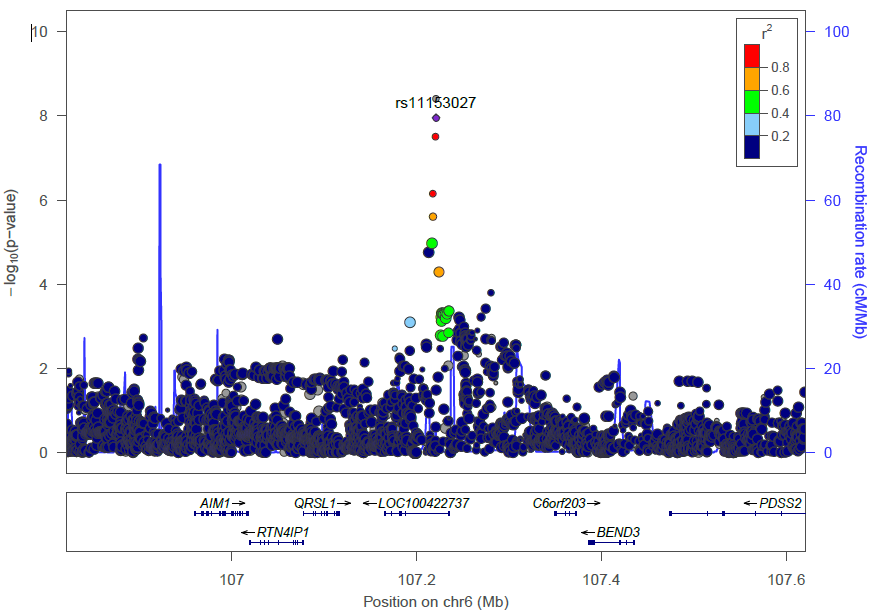 10
8
6
4
2
0
− log10(p−value)
100
80
60
40
20
0
Recombination rate (cM/Mb)
r2
0.8
0.6
0.4
0.2
rs11153027
AIM1→ QRSL1→ ←LOC100422737 C6orf203→ ←PDSS2
←RTN4IP1 ←BEND3
107 107.2 107.4 107.6
Position on chr6 (Mb)